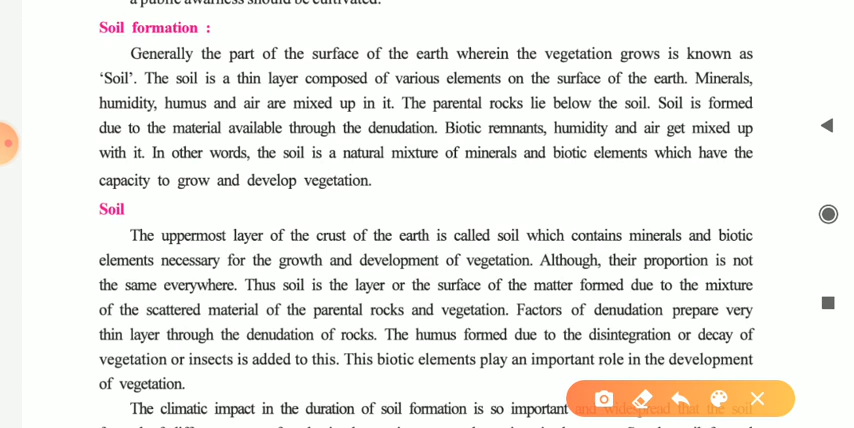 a public awarness should be cultivated.
Soil formation :
Generally the part of the surface of the earth wherein the vegetation grows is known as
‘Soil’. The soil is a thin layer composed of various elements on the surface of the earth. Minerals,
humidity, humus and air are mixed up in it. The parental rocks lie below the soil. Soil is formed
due to the material available through the denudation. Biotic remnants, humidity and air get mixed up
with it. In other words, the soil is a natural mixture of minerals and biotic elements which have the
capacity to grow and develop vegetation.
Soil
The uppermost layer of the crust of the earth is called soil which contains minerals and biotic
elements necessary for the growth and development of vegetation. Although, their proportion is not
the same everywhere. Thus soil is the layer or the surface of the matter formed due to the mixture
of the scattered material of the parental rocks and vegetation. Factors of denudation prepare very
thin layer through the denudation of rocks. The humus formed due to the disintegration or decay of
vegetation or insects is added to this. This biotic elements play an important role in the development
of vegetation.
The climatic impact in the duration of soil formation is so important and widespread that the soil